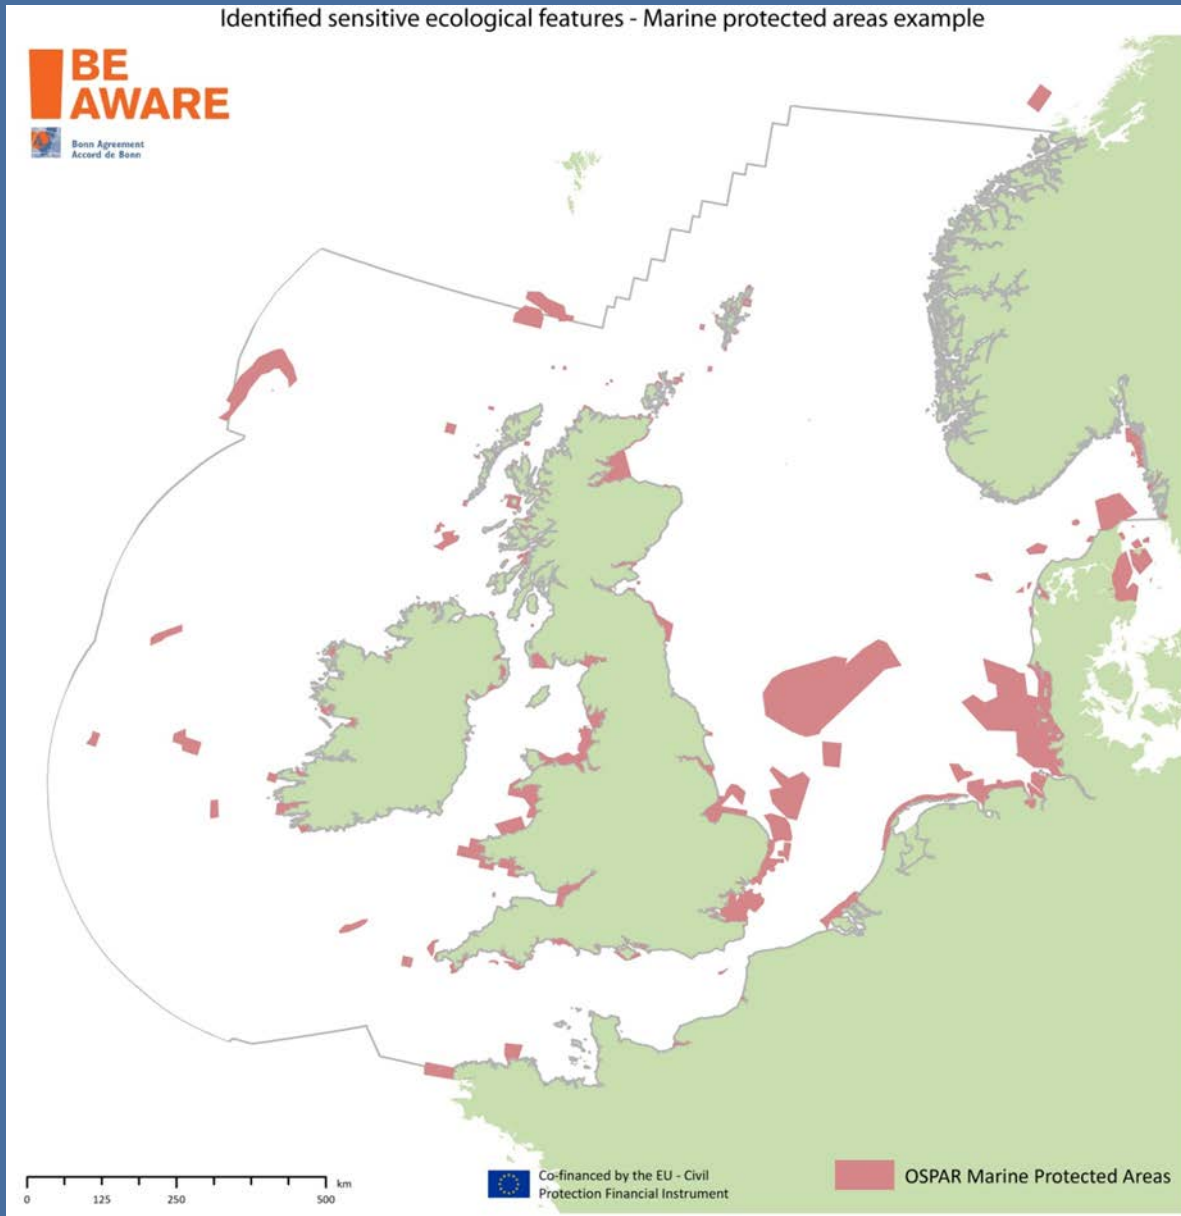 Identified sensitive ecological features - Marine protected areas example
BE
AWARE
Bonn Agreement
Accord de Bonn
km
0 125 250 500
Co-financed by the EU - Civil
Protection Financial Instrument
OSPAR Marine Protected Areas